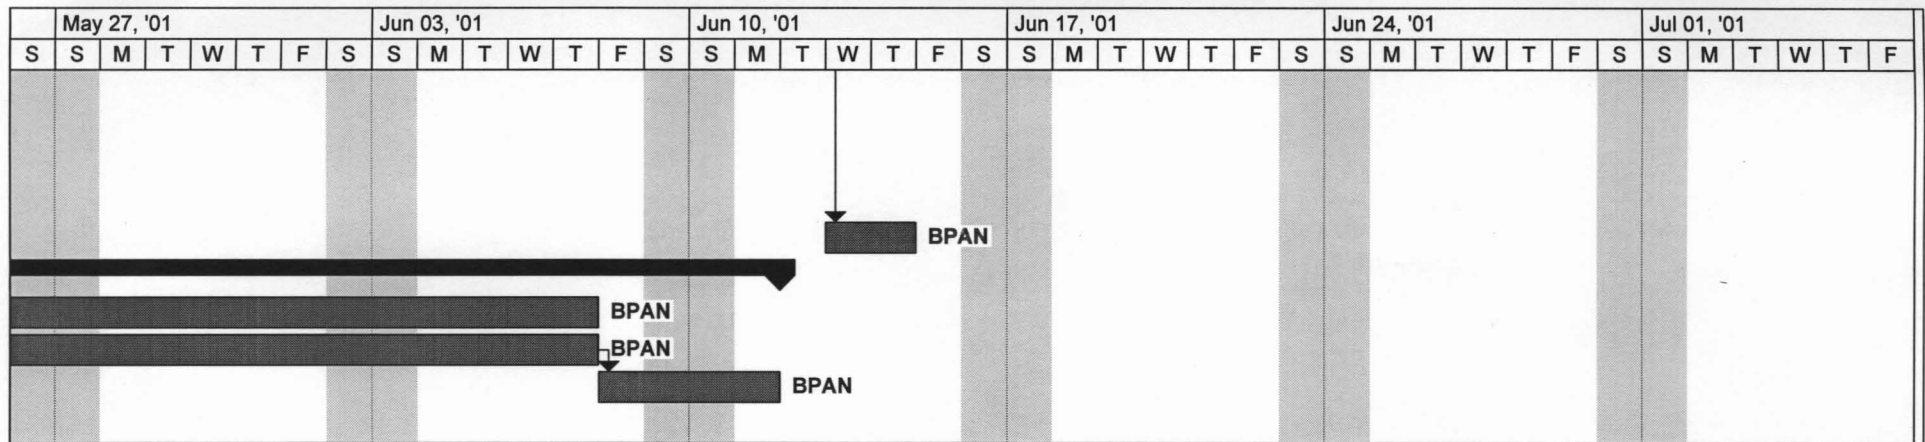 May 27, '01 Jun 03, '01 Jun 10, '01 Jun 17, '01 Jun 24, '01 Jul 01, '01
S S M T W T F S S M T W T F S S M T W T F S S M T W T F S S M T W T F S S M T W T F
BPAN
BPAN
BPAN
BPAN